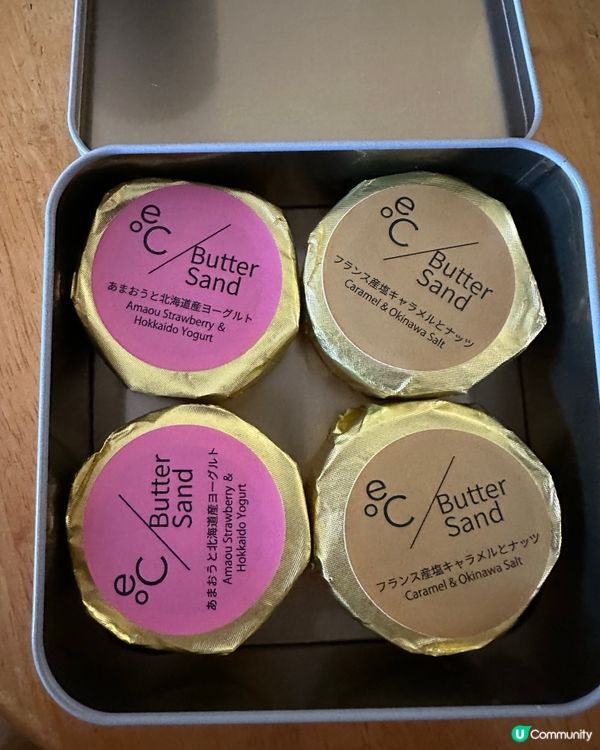 e
°C
Butter
Sand
あまおうと北海道産ヨーグルト
Amaou Strawberry &
Hokkaido Yogurt
e
°C
Butter
Sand
フランス産塩キャラメルとナッツ
Caramel & Okinawa Salt
e
°C
Butter
Sand
あまおうと北海道産ヨーグルト
Amaou Strawberry &
Hokkaido Yogurt
e
°C
Butter
Sand
フランス産塩キャラメルとナッツ
Caramel & Okinawa Salt
U Community